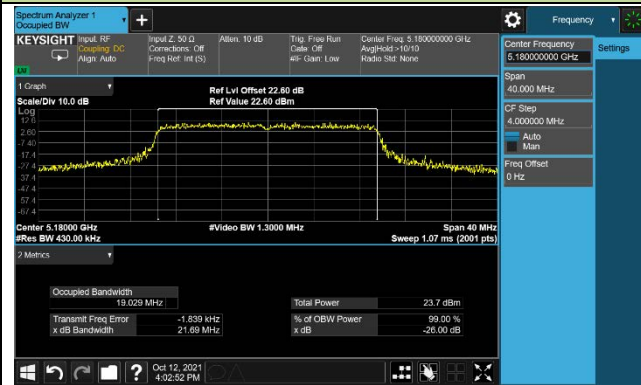 Spectrum Analyzer 1
Occupied BW
Frequency
KEYSIGHT
Input: RF
Coupling: DC
Align: Auto
Input Z: 50 Ω
Corrections: Off
Freq Ref: Int (S)
Atten: 10 dB
Trig: Free Run
Gate: Off
#IF Gain: Low
Center Freq: 5.180000000 GHz
Avg|Hold:>10/10
Radio Std: None
Center Frequency
5.180000000 GHz
Settings
Span
40.000 MHz
CF Step
4.000000 MHz
Auto
Man
Freq Offset
0 Hz
1 Graph
Scale/Div 10.0 dB
Ref Lvl Offset 22.60 dB
Ref Value 22.60 dBm
Log
12.6
2.60
-7.40
-17.4
-27.4
-37.4
-47.4
-57.4
-67.4
Center 5.18000 GHz
#Res BW 430.00 kHz
#Video BW 1.3000 MHz
Span 40 MHz
Sweep 1.07 ms (2001 pts)
2 Metrics
Occupied Bandwidth
19.029 MHz
Total Power
23.7 dBm
Transmit Freq Error
-1.839 kHz
% of OBW Power
99.00 %
x dB Bandwidth
21.69 MHz
x dB
-26.00 dB
?
Oct 12, 2021
4:02:52 PM